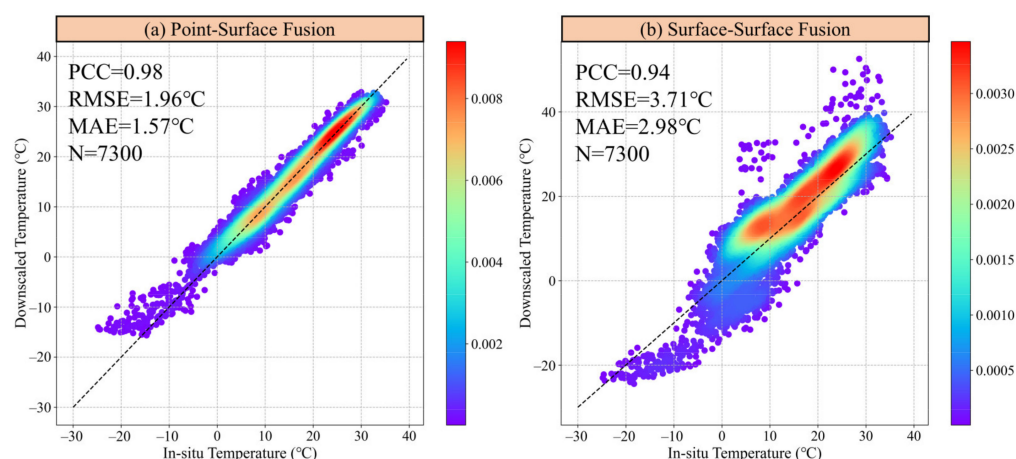 (a) Point-Surface Fusion
PCC=0.98
RMSE=1.96℃
MAE=1.57℃
N=7300
Downscaled Temperature (℃)
40
30
20
10
0
−10
−20
−30
−30 −20 −10 0 10 20 30 40
In-situ Temperature (℃)
0.008
0.006
0.004
0.002
(b) Surface-Surface Fusion
PCC=0.94
RMSE=3.71℃
MAE=2.98℃
N=7300
Downscaled Temperature (℃)
40
20
0
−20
−30 −20 −10 0 10 20 30 40
In-situ Temperature (℃)
0.0030
0.0025
0.0020
0.0015
0.0010
0.0005